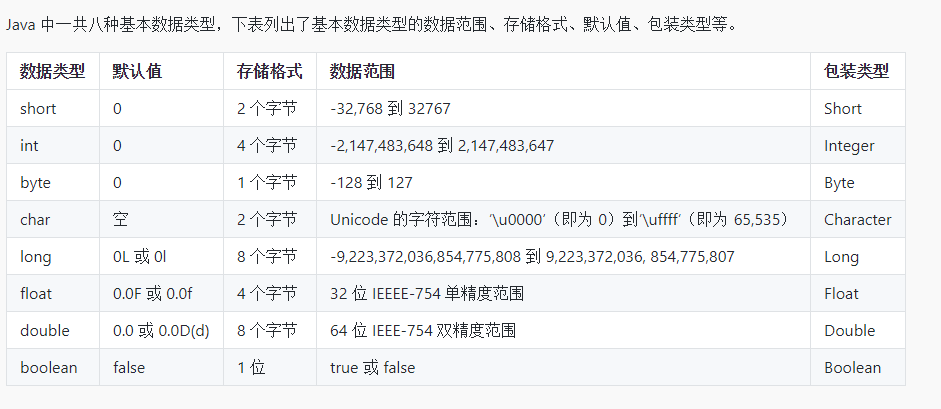 Java 中一共八种基本数据类型，下表列出了基本数据类型的数据范围、存储格式、默认值、包装类型等。
数据类型 默认值 存储格式 数据范围 包装类型
short 0 2 个字节 -32,768 到 32767 Short
int 0 4 个字节 -2,147,483,648 到 2,147,483,647 Integer
byte 0 1 个字节 -128 到 127 Byte
char 空 2 个字节 Unicode 的字符范围：'\u0000'（即为 0）到'\uffff'（即为 65,535） Character
long 0L 或 0l 8 个字节 -9,223,372,036,854,775,808 到 9,223,372,036, 854,775,807 Long
float 0.0F 或 0.0f 4 个字节 32 位 IEEEE-754 单精度范围 Float
double 0.0 或 0.0D(d) 8 个字节 64 位 IEEE-754 双精度范围 Double
boolean false 1 位 true 或 false Boolean